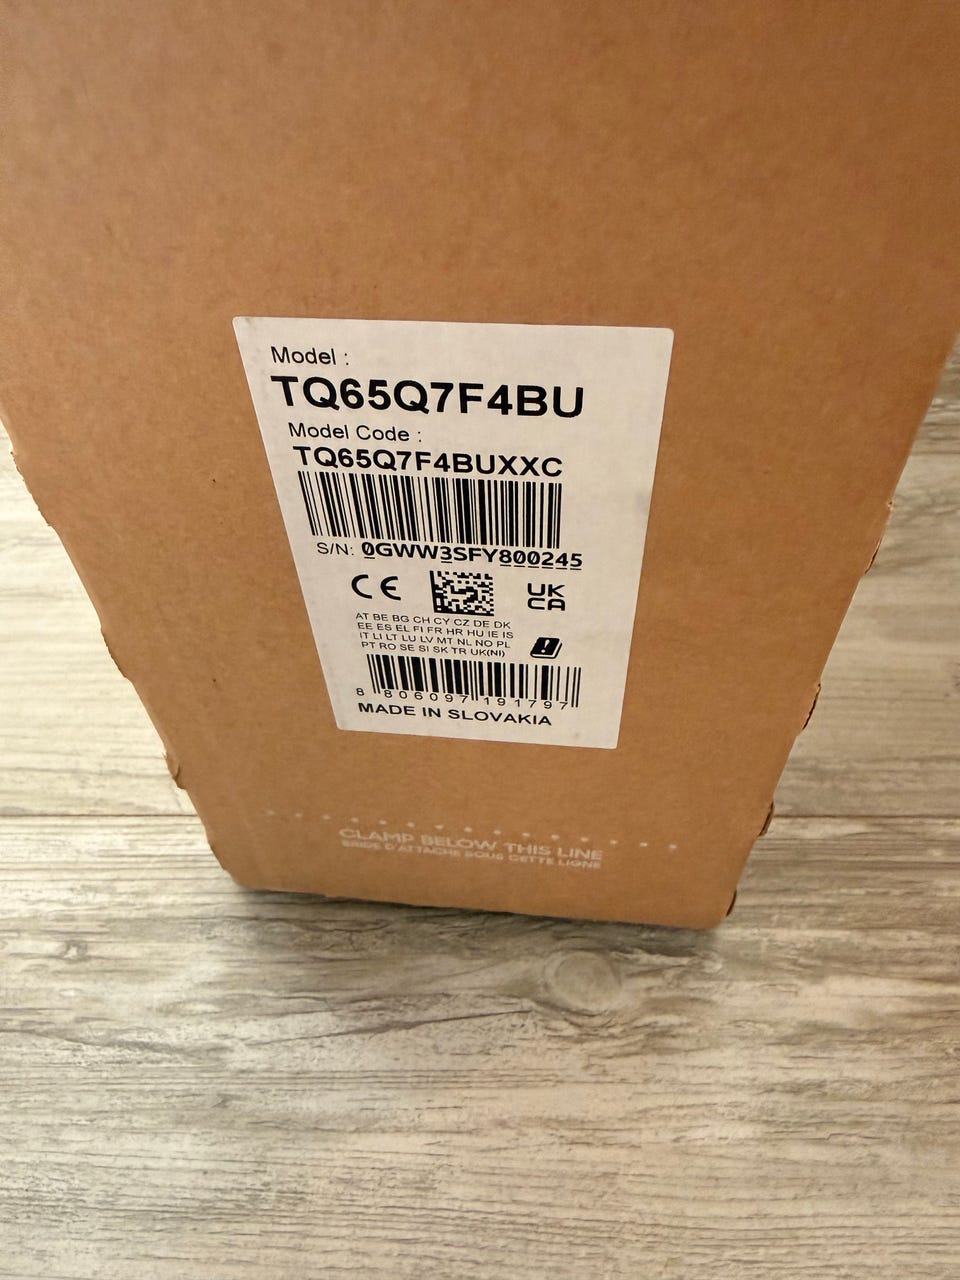 Model :
TQ65Q7F4BU
Model Code :
TQ65Q7F4BUXXC
S/N: 0GWW3SFY800245
CE
UK
CA
AT BE BG CH CY CZ DE DK
EE ES EL FI FR HR HU IE IS
IT LI LT LU LV MT NL NO PL
PT RO SE SI SK TR UK(NI)
8 806097 191797
MADE IN SLOVAKIA
CLAMP BELOW THIS LINE
BRIDE D'ATTACHE SOUS CETTE LIGNE